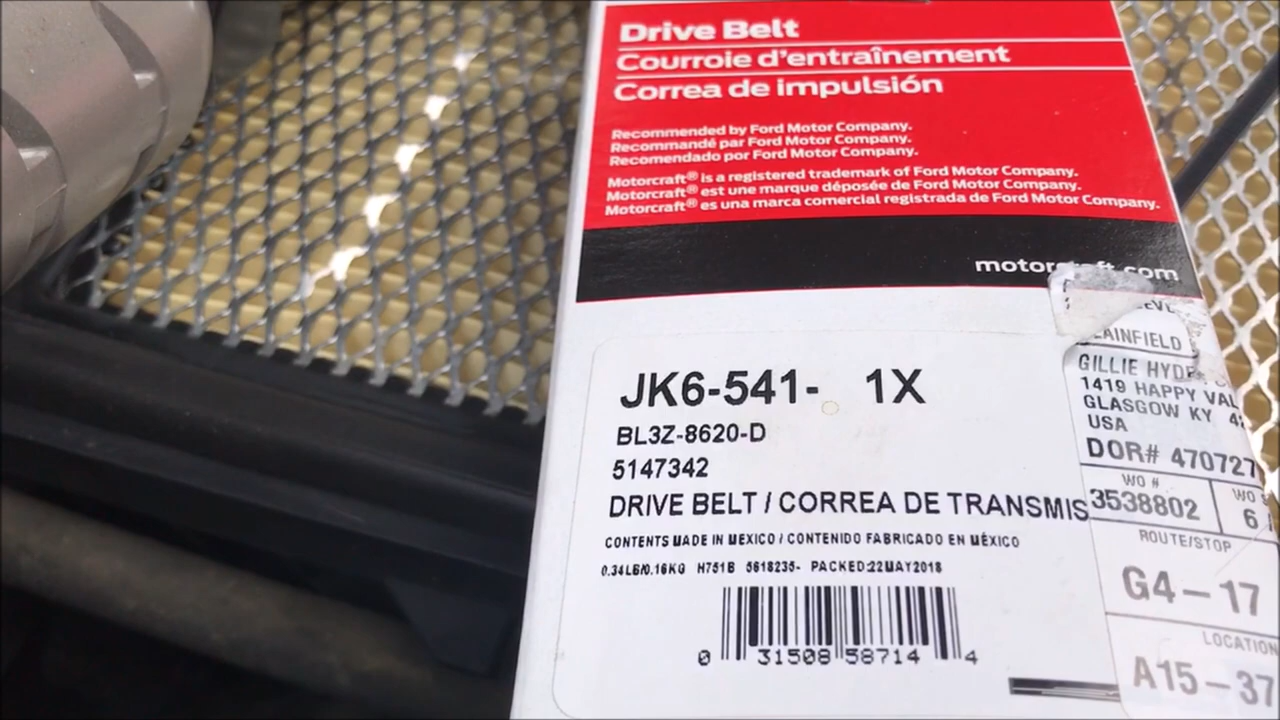 Drive Belt
Courroie d'entraînement
Correa de impulsión
Recommended by Ford Motor Company.
Recommandé par Ford Motor Company.
Recomendado por Ford Motor Company.
Motorcraft® is a registered trademark of Ford Motor Company.
Motorcraft® est une marque déposée de Ford Motor Company.
Motorcraft® es una marca comercial registrada de Ford Motor Company.
JK6-541- 1X
BL3Z-8620-D
5147342
DRIVE BELT / CORREA DE TRANSMIS
CONTENTS MADE IN MEXICO / CONTENIDO FABRICADO EN MÉXICO
0.34LB/0.16KG H751B 5618235- PACKED:22MAY2018
0 31508 58714 4
GILLIE
1419 HAPPY
GLASGOW KY
USA
DOR# 470727
WO #
3538802
WO
6
ROUTE/STOP
G4-17
LOCATION
A15-37